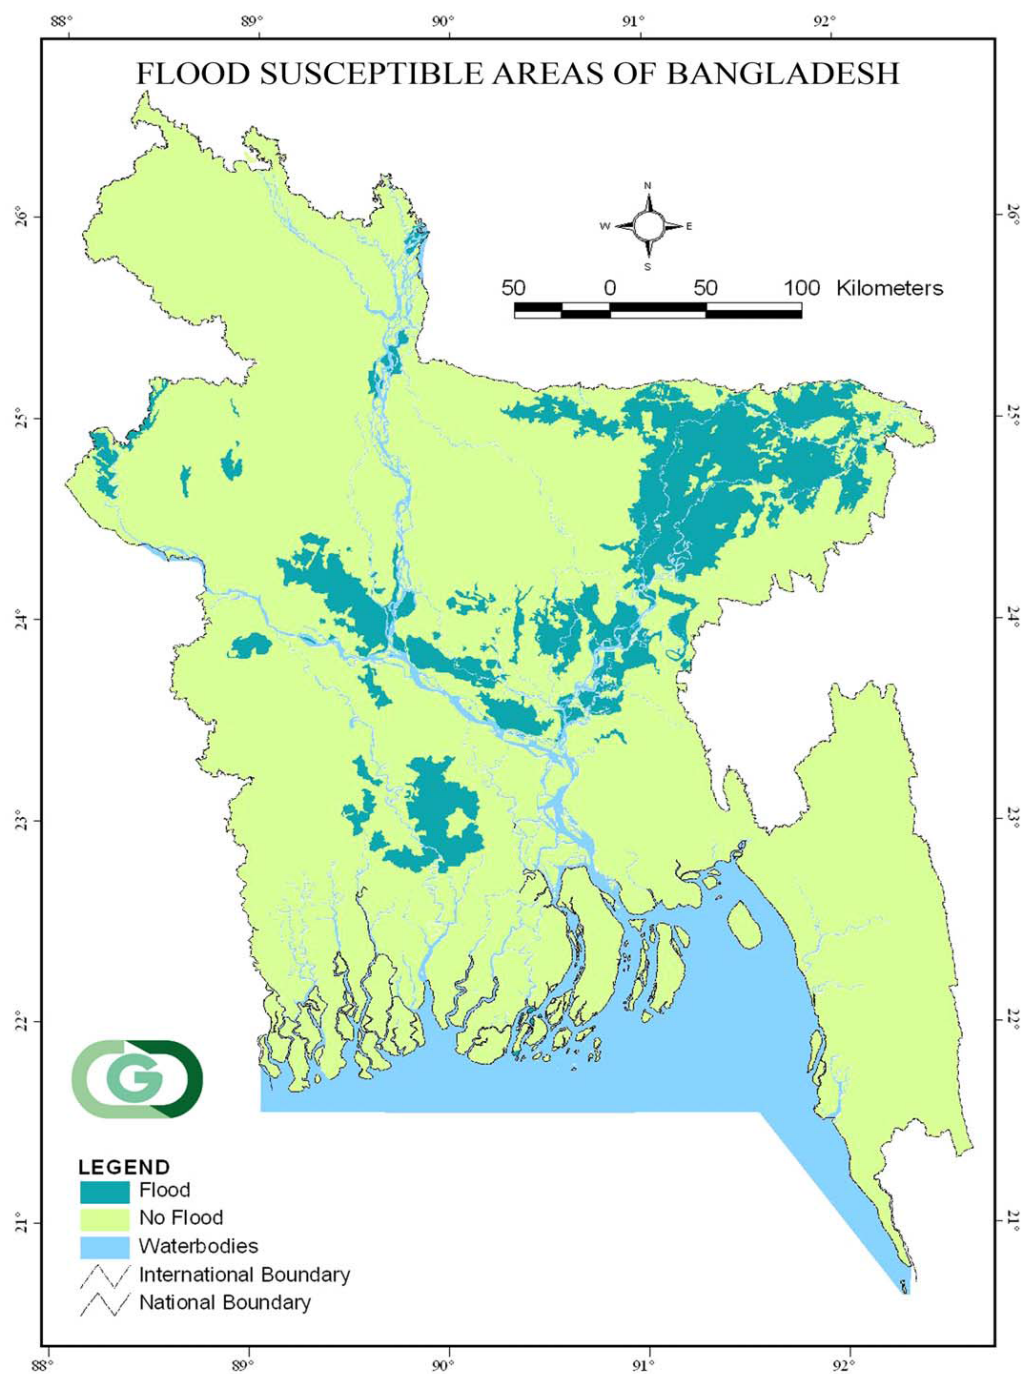 88° 89° 90° 91° 92°
FLOOD SUSCEPTIBLE AREAS OF BANGLADESH
N
W E
S
26° 26°
50 0 50 100 Kilometers
25° 25°
24° 24°
23° 23°
22° 22°
G
LEGEND
Flood
No Flood
21° 21°
Waterbodies
International Boundary
National Boundary
88° 89° 90° 91° 92°